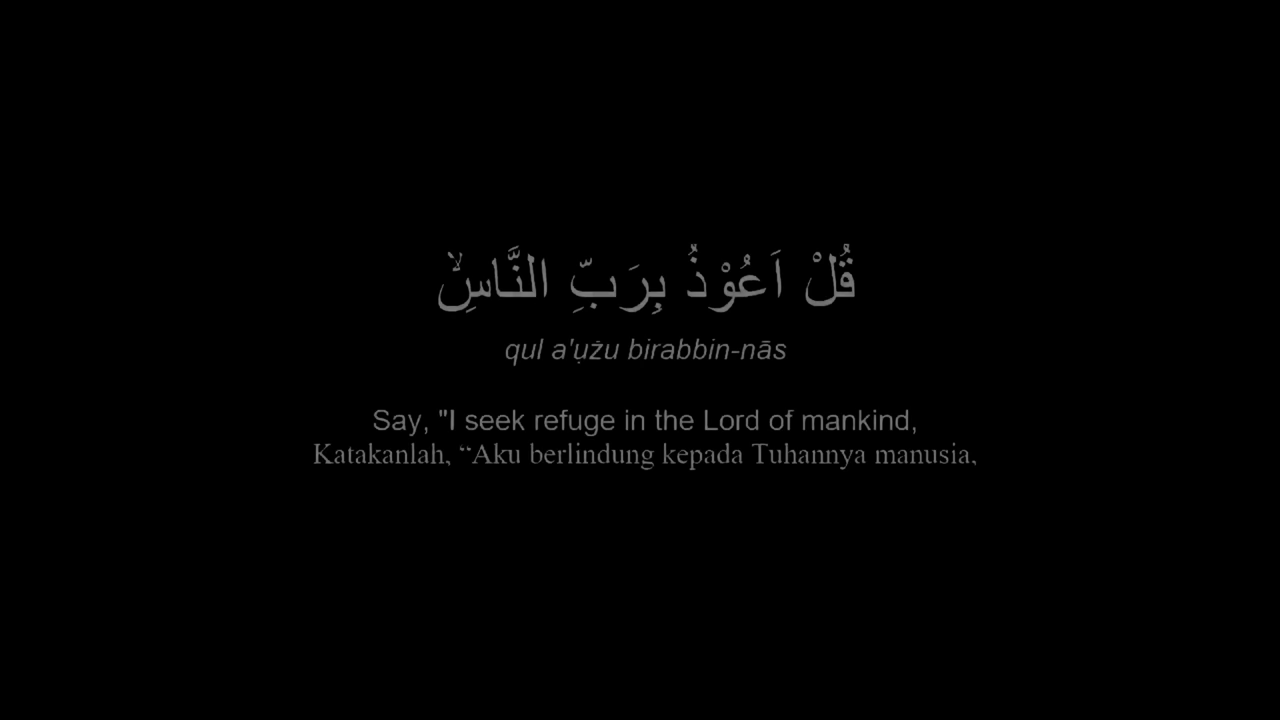 قُلْ اَعُوْذُ بِرَبِّ النَّاسِۙ
qul a'ụżu birabbin-nās
Say, "I seek refuge in the Lord of mankind,
Katakanlah, “Aku berlindung kepada Tuhannya manusia,